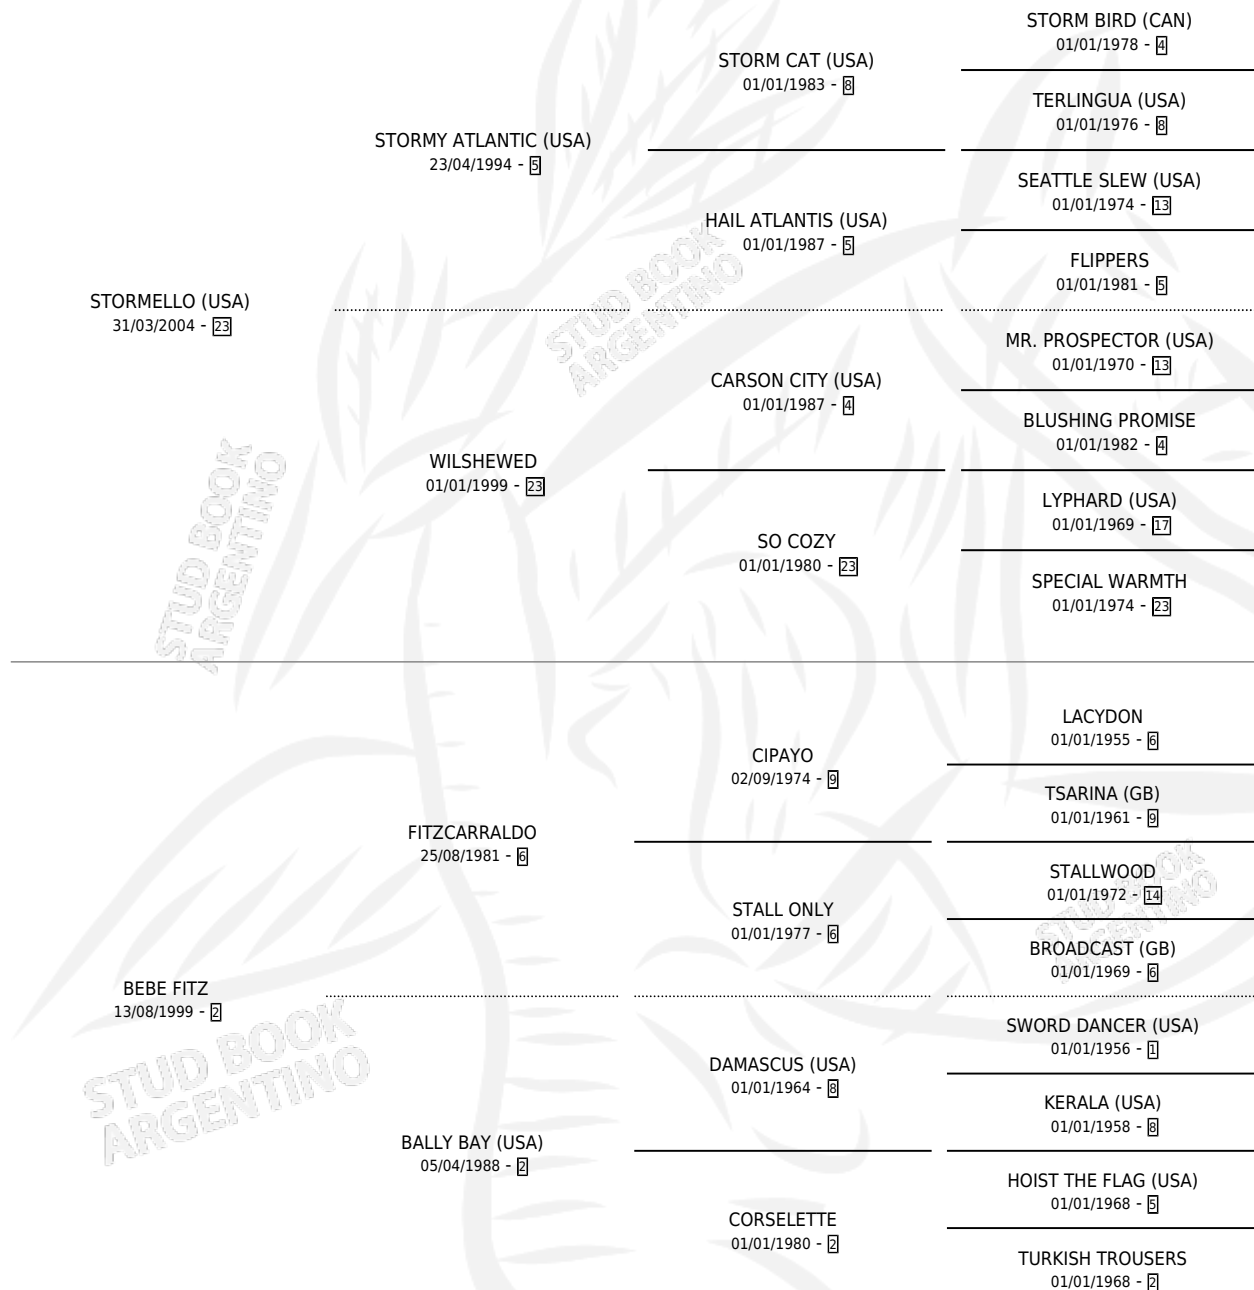 STORM BIRD (CAN)
01/01/1978 - 4
STORM CAT (USA)
01/01/1983 - 8
TERLINGUA (USA)
01/01/1976 - 8
STORMY ATLANTIC (USA)
23/04/1994 - 5
SEATTLE SLEW (USA)
01/01/1974 - 13
HAIL ATLANTIS (USA)
01/01/1987 - 5
FLIPPERS
01/01/1981 - 5
STORMELLO (USA)
31/03/2004 - 23
MR. PROSPECTOR (USA)
01/01/1970 - 13
CARSON CITY (USA)
01/01/1987 - 4
BLUSHING PROMISE
01/01/1982 - 4
WILSHEWED
01/01/1999 - 23
LYPHARD (USA)
01/01/1969 - 17
SO COZY
01/01/1980 - 23
SPECIAL WARMTH
01/01/1974 - 23
LACYDON
01/01/1955 - 6
CIPAYO
02/09/1974 - 9
TSARINA (GB)
01/01/1961 - 9
FITZCARRALDO
25/08/1981 - 6
STALLWOOD
01/01/1972 - 14
STALL ONLY
01/01/1977 - 6
BROADCAST (GB)
01/01/1969 - 6
BEBE FITZ
13/08/1999 - 2
SWORD DANCER (USA)
01/01/1956 - 1
DAMASCUS (USA)
01/01/1964 - 8
KERALA (USA)
01/01/1958 - 8
BALLY BAY (USA)
05/04/1988 - 2
HOIST THE FLAG (USA)
01/01/1968 - 5
CORSELETTE
01/01/1980 - 2
TURKISH TROUSERS
01/01/1968 - 2
STUD BOOK
ARGENTINO
STUD BOOK
ARGENTINO
STUD BOOK
ARGENTINO
STUD BOOK
ARGENTINO